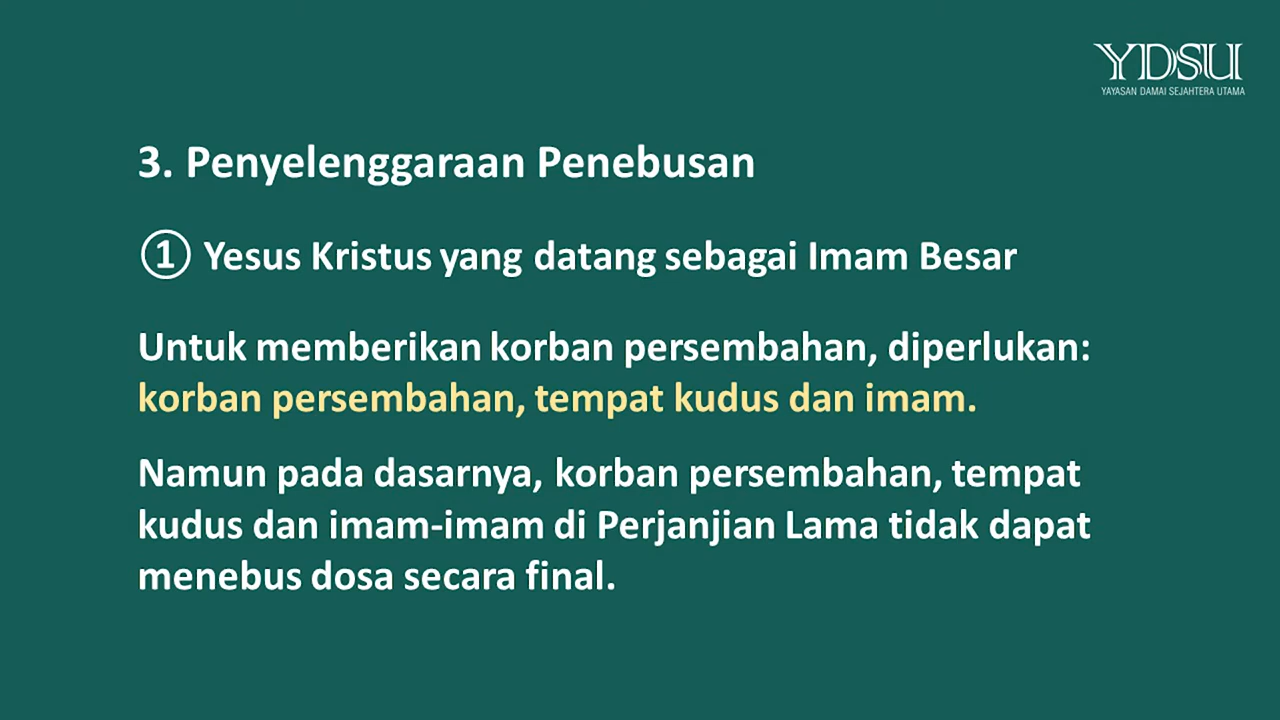 YDSU
YAYASAN DAMAI SEJAHTERA UTAMA
3. Penyelenggaraan Penebusan
① Yesus Kristus yang datang sebagai Imam Besar
Untuk memberikan korban persembahan, diperlukan:
korban persembahan, tempat kudus dan imam.
Namun pada dasarnya, korban persembahan, tempat
kudus dan imam-imam di Perjanjian Lama tidak dapat
menebus dosa secara final.